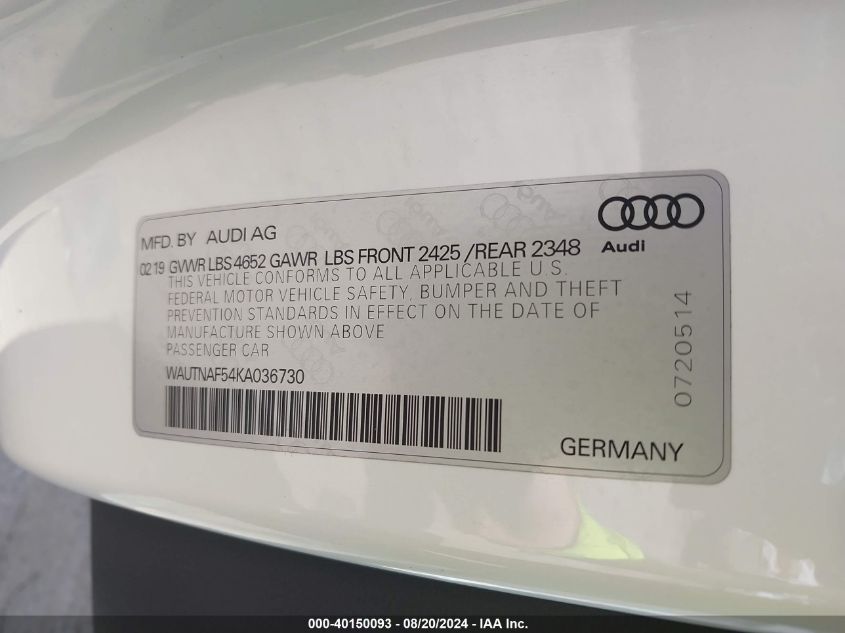 MFD. BY AUDI AG
Audi
0219 GVWR LBS 4652 GAWR LBS FRONT 2425 /REAR 2348
THIS VEHICLE CONFORMS TO ALL APPLICABLE U.S.
FEDERAL MOTOR VEHICLE SAFETY, BUMPER AND THEFT
PREVENTION STANDARDS IN EFFECT ON THE DATE OF
MANUFACTURE SHOWN ABOVE
PASSENGER CAR
WAUTNAF54KA036730
0720514
GERMANY
000-40150093 - 08/20/2024 - IAA Inc.